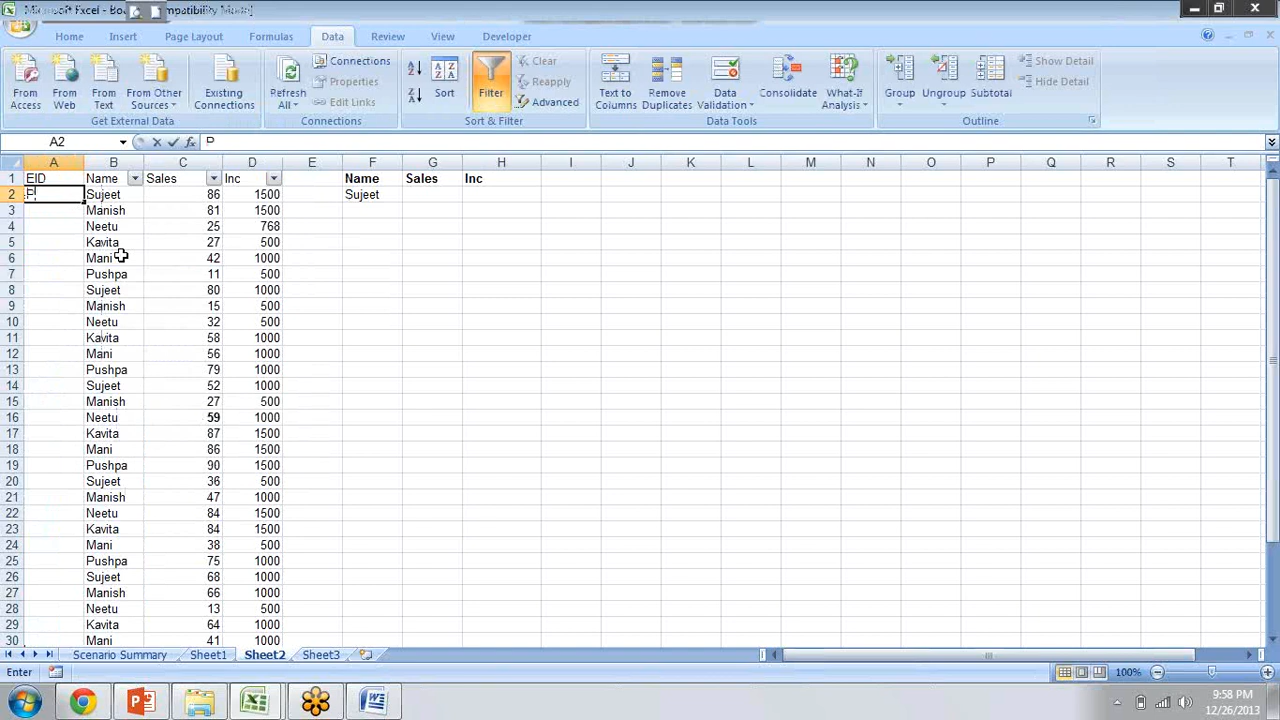 Microsoft Excel - Bo ompatibility Mo
Home Insert Page Layout Formulas Data Review View Developer
From Access
From Web
From Text
From Other Sources
Existing Connections
Get External Data
Refresh All
Connections
Properties
Edit Links
Connections
Sort
Filter
Clear
Reapply
Advanced
Sort & Filter
Text to Columns
Remove Duplicates
Data Validation
Consolidate
What-If Analysis
Data Tools
Group
Ungroup
Subtotal
Show Detail
Hide Detail
Outline
A2 fx P
A B C D E F G H I J K L M N O P Q R S T
1 EID Name Sales Inc Name Sales Inc
2 P Sujeet 86 1500 Sujeet
3 Manish 81 1500
4 Neetu 25 768
5 Kavita 27 500
6 Mani 42 1000
7 Pushpa 11 500
8 Sujeet 80 1000
9 Manish 15 500
10 Neetu 32 500
11 Kavita 58 1000
12 Mani 56 1000
13 Pushpa 79 1000
14 Sujeet 52 1000
15 Manish 27 500
16 Neetu 59 1000
17 Kavita 87 1500
18 Mani 86 1500
19 Pushpa 90 1500
20 Sujeet 36 500
21 Manish 47 1000
22 Neetu 84 1500
23 Kavita 84 1500
24 Mani 38 500
25 Pushpa 75 1000
26 Sujeet 68 1000
27 Manish 66 1000
28 Neetu 13 500
29 Kavita 64 1000
30 Mani 41 1000
Scenario Summary Sheet1 Sheet2 Sheet3
Enter 100%
9:58 PM
12/26/2013